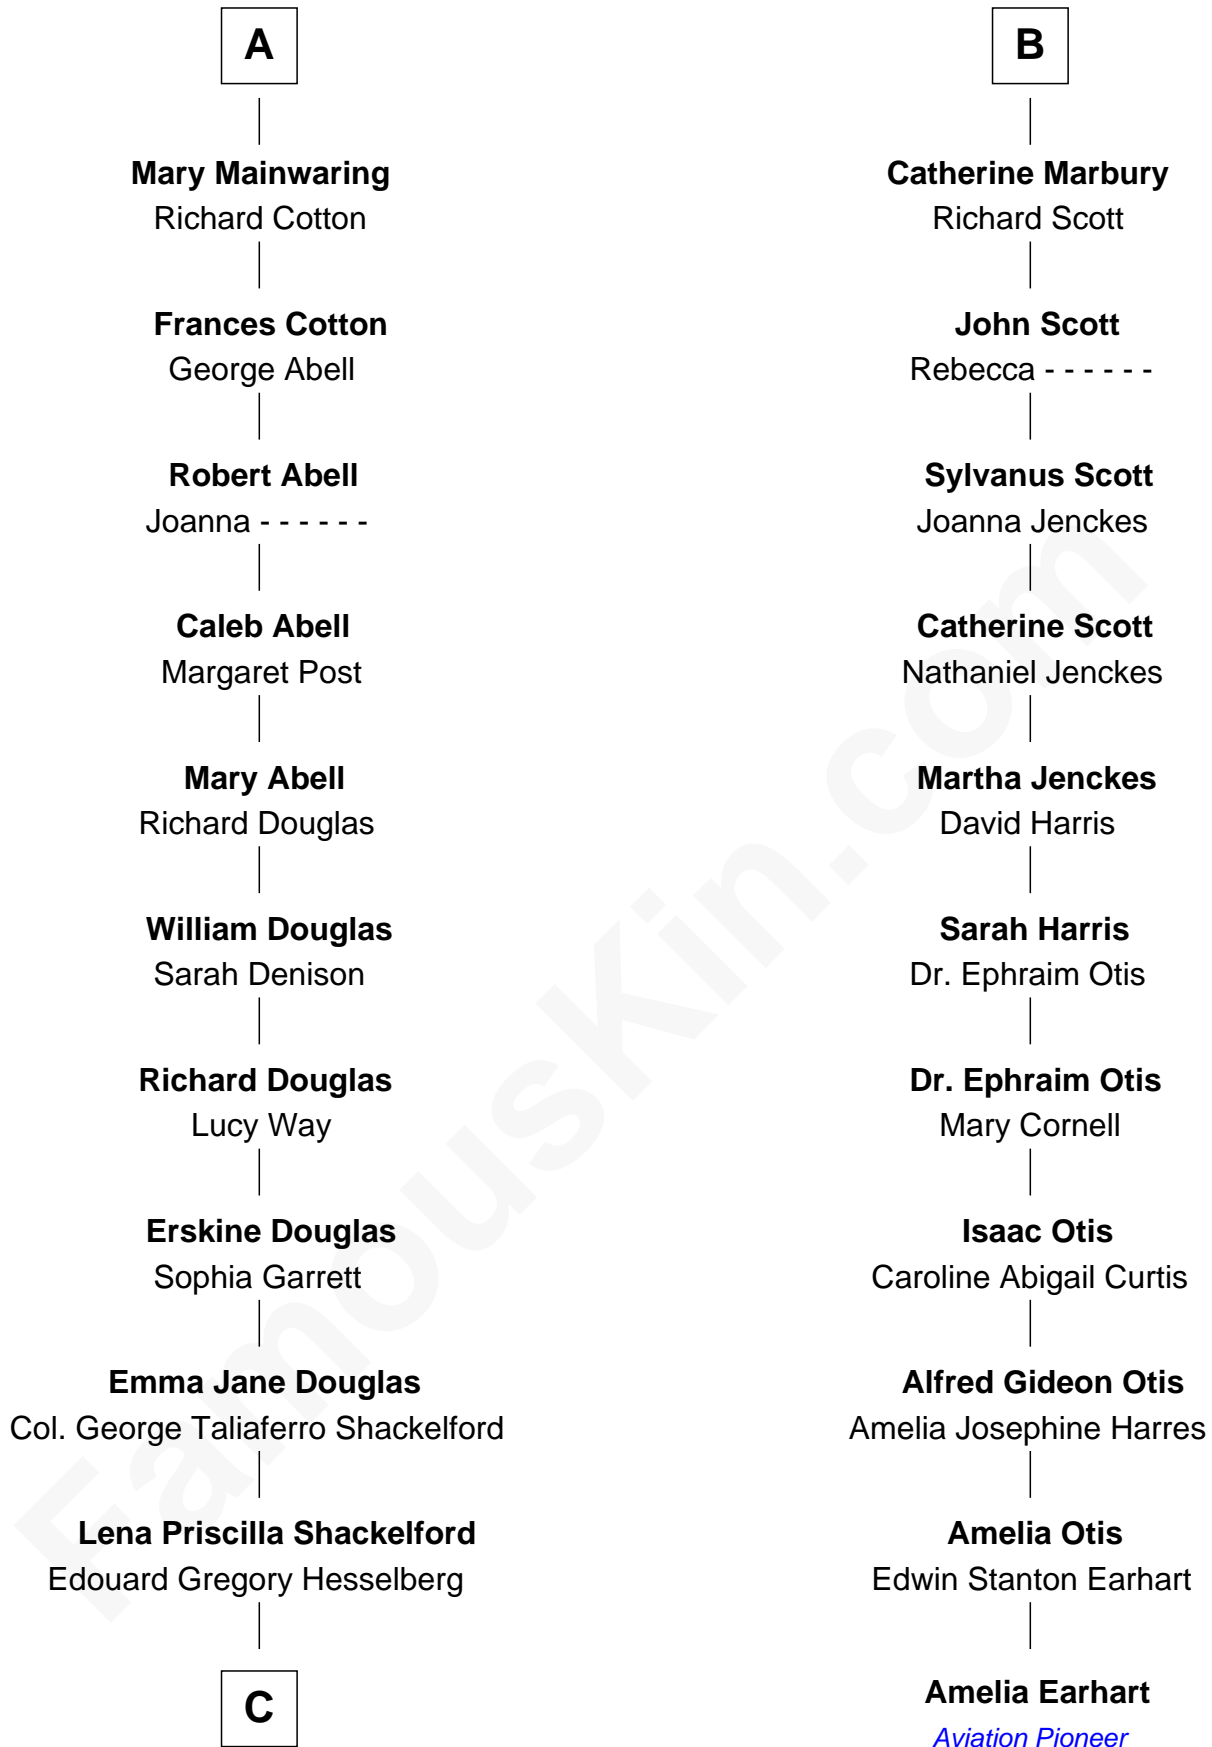 A
Mary Mainwaring
Richard Cotton
Frances Cotton
George Abell
Robert Abell
Joanna - - - - - -
Caleb Abell
Margaret Post
Mary Abell
Richard Douglas
William Douglas
Sarah Denison
Richard Douglas
Lucy Way
Erskine Douglas
Sophia Garrett
Emma Jane Douglas
Col. George Taliaferro Shackelford
Lena Priscilla Shackelford
Edouard Gregory Hesselberg
C
B
Catherine Marbury
Richard Scott
John Scott
Rebecca - - - - - -
Sylvanus Scott
Joanna Jenckes
Catherine Scott
Nathaniel Jenckes
Martha Jenckes
David Harris
Sarah Harris
Dr. Ephraim Otis
Dr. Ephraim Otis
Mary Cornell
Isaac Otis
Caroline Abigail Curtis
Alfred Gideon Otis
Amelia Josephine Harres
Amelia Otis
Edwin Stanton Earhart
Amelia Earhart
Aviation Pioneer
FamousKin.com